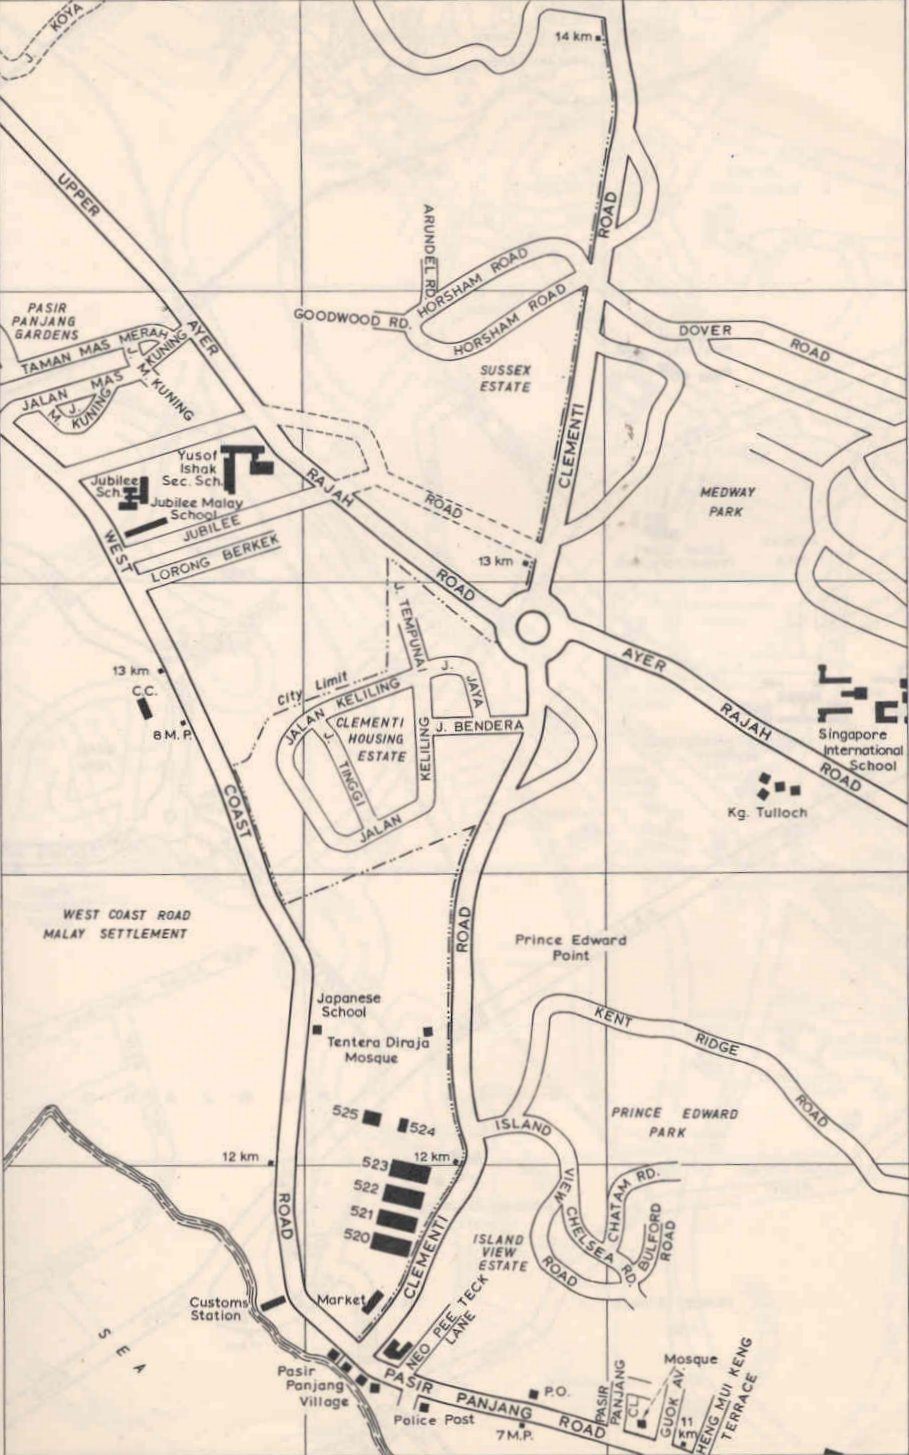 J. KOYA
14 km
UPPER
ROAD
ARUNDEL RD.
HORSHAM ROAD
GOODWOOD RD.
HORSHAM ROAD
PASIR
PANJANG
GARDENS
AYER
TAMAN MAS MERAH
J.
M. KUNING
KUNING
JALAN MAS
J.
M. KUNING
DOVER
ROAD
SUSSEX
ESTATE
CLEMENTI
Yusof
Ishak
Sec. Sch.
Jubilee
Sch.
Jubilee Malay
School
JUBILEE
ROAD
RAJAH
MEDWAY
PARK
WEST
LORONG BERKEK
13 km
ROAD
J. TEMPUNAI
AYER
RAJAH
ROAD
13 km
C.C.
8 M.P.
City Limit
JALAN KELILING
J.
JAYA
CLEMENTI
HOUSING
ESTATE
J. BENDERA
J.
TINGGI
KELILING
JALAN
Singapore
International
School
Kg. Tulloch
COAST
WEST COAST ROAD
MALAY SETTLEMENT
ROAD
Prince Edward
Point
Japanese
School
Tentera Diraja
Mosque
KENT
RIDGE
ROAD
525
524
ISLAND
PRINCE EDWARD
PARK
12 km
523
12 km
522
521
520
VIEW
CHELSEA RD.
CHATAM RD.
BULFORD
ROAD
ROAD
ROAD
CLEMENTI
ISLAND
VIEW
ESTATE
Customs
Station
Market
NEO PEE TECK
LANE
SEA
Pasir
Panjang
Village
PASIR
PANJANG
ROAD
Police Post
P.O.
7 M.P.
PASIR
PANJANG
CL.
Mosque
GUOK AV.
11
km
HENG MUI KENG
TERRACE